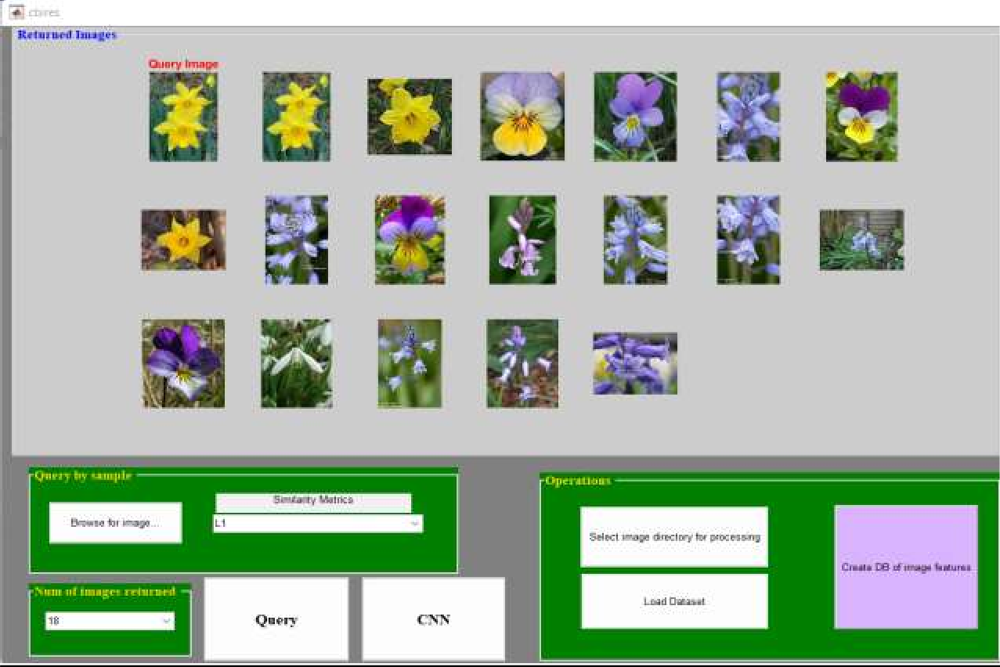 cbires
Returned Images
Query Image
Query by sample
Browse for image...
Similarity Metrics
L1
Num of images returned
18
Query
CNN
Operations
Select image directory for processing
Load Dataset
Create DB of image features